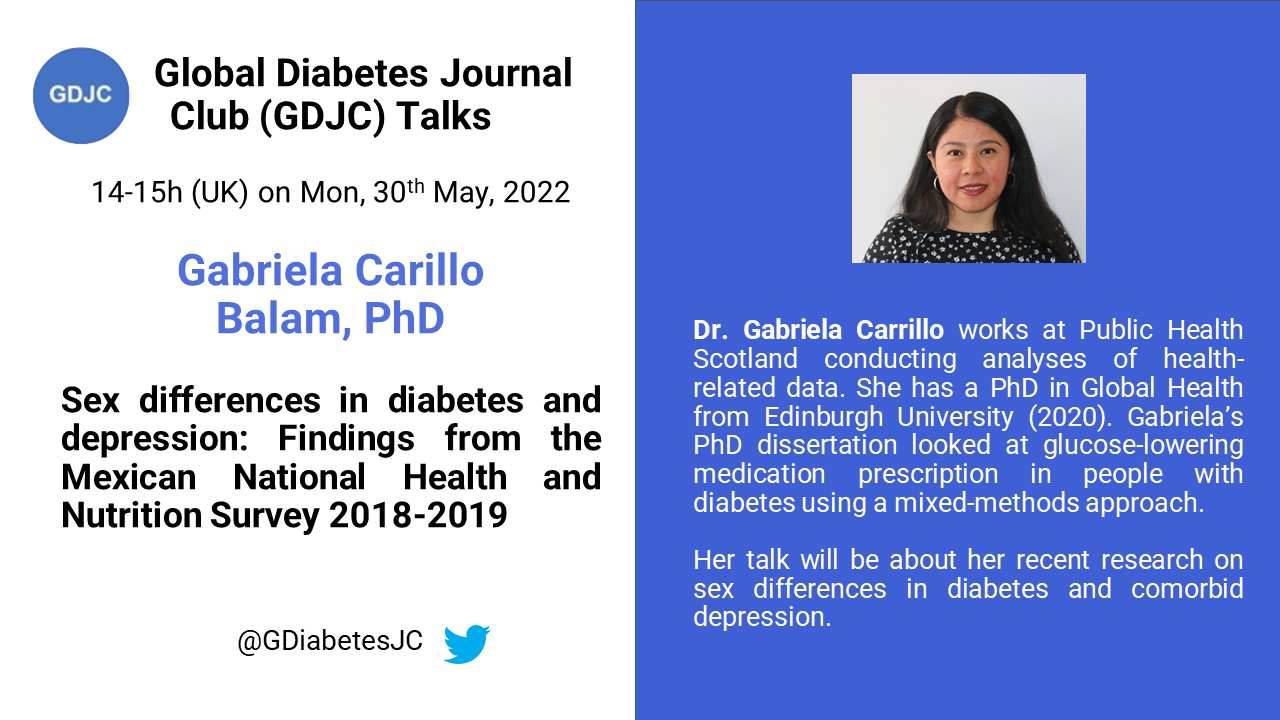 GDJC
Global Diabetes Journal
Club (GDJC) Talks
14-15h (UK) on Mon, 30th May, 2022
Gabriela Carillo
Balam, PhD
Sex differences in diabetes and
depression: Findings from the
Mexican National Health and
Nutrition Survey 2018-2019
@GDiabetesJC
Dr. Gabriela Carrillo works at Public Health
Scotland conducting analyses of health-
related data. She has a PhD in Global Health
from Edinburgh University (2020). Gabriela’s
PhD dissertation looked at glucose-lowering
medication prescription in people with
diabetes using a mixed-methods approach.
Her talk will be about her recent research on
sex differences in diabetes and comorbid
depression.